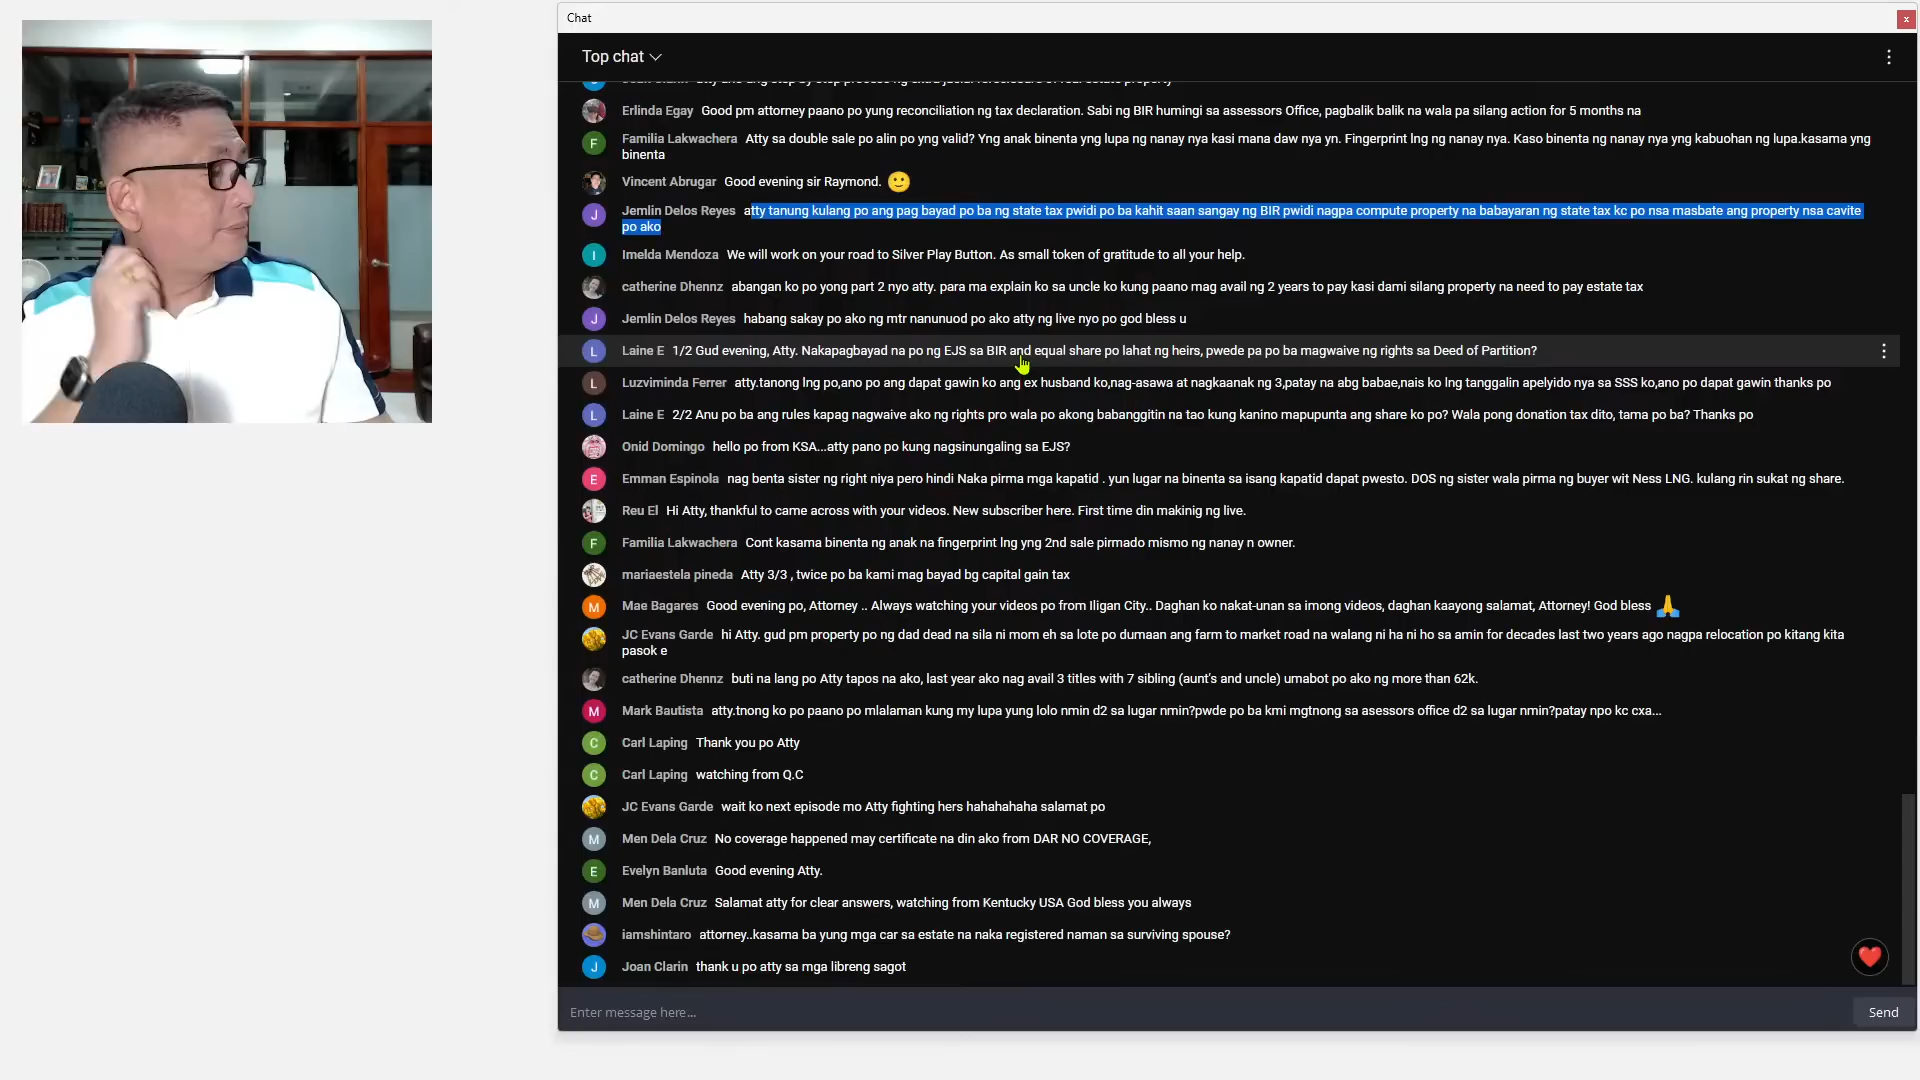 Chat
Top chat
Erlinda Egay Good pm attorney paano po yung reconciliation ng tax declaration. Sabi ng BIR humingi sa assessors Office, pagbalik balik na wala pa silang action for 5 months na
F Familia Lakwachera Atty sa double sale po alin po yng valid? Yng anak binenta yng lupa ng nanay nya kasi mana daw nya yn. Fingerprint lng ng nanay nya. Kaso binenta ng nanay nya yng kabuohan ng lupa.kasama yng
binenta
Vincent Abrugar Good evening sir Raymond. 🙂
J Jemlin Delos Reyes atty tanung kulang po ang pag bayad po ba ng state tax pwidi po ba kahit saan sangay ng BIR pwidi nagpa compute property na babayaran ng state tax kc po nsa masbate ang property nsa cavite
po ako
I Imelda Mendoza We will work on your road to Silver Play Button. As small token of gratitude to all your help.
catherine Dhennz abangan ko po yong part 2 nyo atty. para ma explain ko sa uncle ko kung paano mag avail ng 2 years to pay kasi dami silang property na need to pay estate tax
J Jemlin Delos Reyes habang sakay po ako ng mtr nanunuod po ako atty ng live nyo po god bless u
L Laine E 1/2 Gud evening, Atty. Nakapagbayad na po ng EJS sa BIR and equal share po lahat ng heirs, pwede pa po ba magwaive ng rights sa Deed of Partition?
L Luzviminda Ferrer atty.tanong lng po,ano po ang dapat gawin ko ang ex husband ko,nag-asawa at nagkaanak ng 3,patay na abg babae,nais ko lng tanggalin apelyido nya sa SSS ko,ano po dapat gawin thanks po
L Laine E 2/2 Anu po ba ang rules kapag nagwaive ako ng rights pro wala po akong babanggitin na tao kung kanino mapupunta ang share ko po? Wala pong donation tax dito, tama po ba? Thanks po
Onid Domingo hello po from KSA...atty pano po kung nagsinungaling sa EJS?
E Emman Espinola nag benta sister ng right niya pero hindi Naka pirma mga kapatid . yun lugar na binenta sa isang kapatid dapat pwesto. DOS ng sister wala pirma ng buyer wit Ness LNG. kulang rin sukat ng share.
Reu El Hi Atty, thankful to came across with your videos. New subscriber here. First time din makinig ng live.
F Familia Lakwachera Cont kasama binenta ng anak na fingerprint lng yng 2nd sale pirmado mismo ng nanay n owner.
mariaestela pineda Atty 3/3 , twice po ba kami mag bayad bg capital gain tax
M Mae Bagares Good evening po, Attorney .. Always watching your videos po from Iligan City.. Daghan ko nakat-unan sa imong videos, daghan kaayong salamat, Attorney! God bless 🙏
JC Evans Garde hi Atty. gud pm property po ng dad dead na sila ni mom eh sa lote po dumaan ang farm to market road na walang ni ha ni ho sa amin for decades last two years ago nagpa relocation po kitang kita
pasok e
catherine Dhennz buti na lang po Atty tapos na ako, last year ako nag avail 3 titles with 7 sibling (aunt's and uncle) umabot po ako ng more than 62k.
M Mark Bautista atty.tnong ko po paano po mlalaman kung my lupa yung lolo nmin d2 sa lugar nmin?pwde po ba kmi mgtnong sa asessors office d2 sa lugar nmin?patay npo kc cxa...
C Carl Laping Thank you po Atty
C Carl Laping watching from Q.C
JC Evans Garde wait ko next episode mo Atty fighting hers hahahahaha salamat po
M Men Dela Cruz No coverage happened may certificate na din ako from DAR NO COVERAGE,
E Evelyn Banluta Good evening Atty.
M Men Dela Cruz Salamat atty for clear answers, watching from Kentucky USA God bless you always
iamshintaro attorney..kasama ba yung mga car sa estate na naka registered naman sa surviving spouse?
J Joan Clarin thank u po atty sa mga libreng sagot
Enter message here...
Send